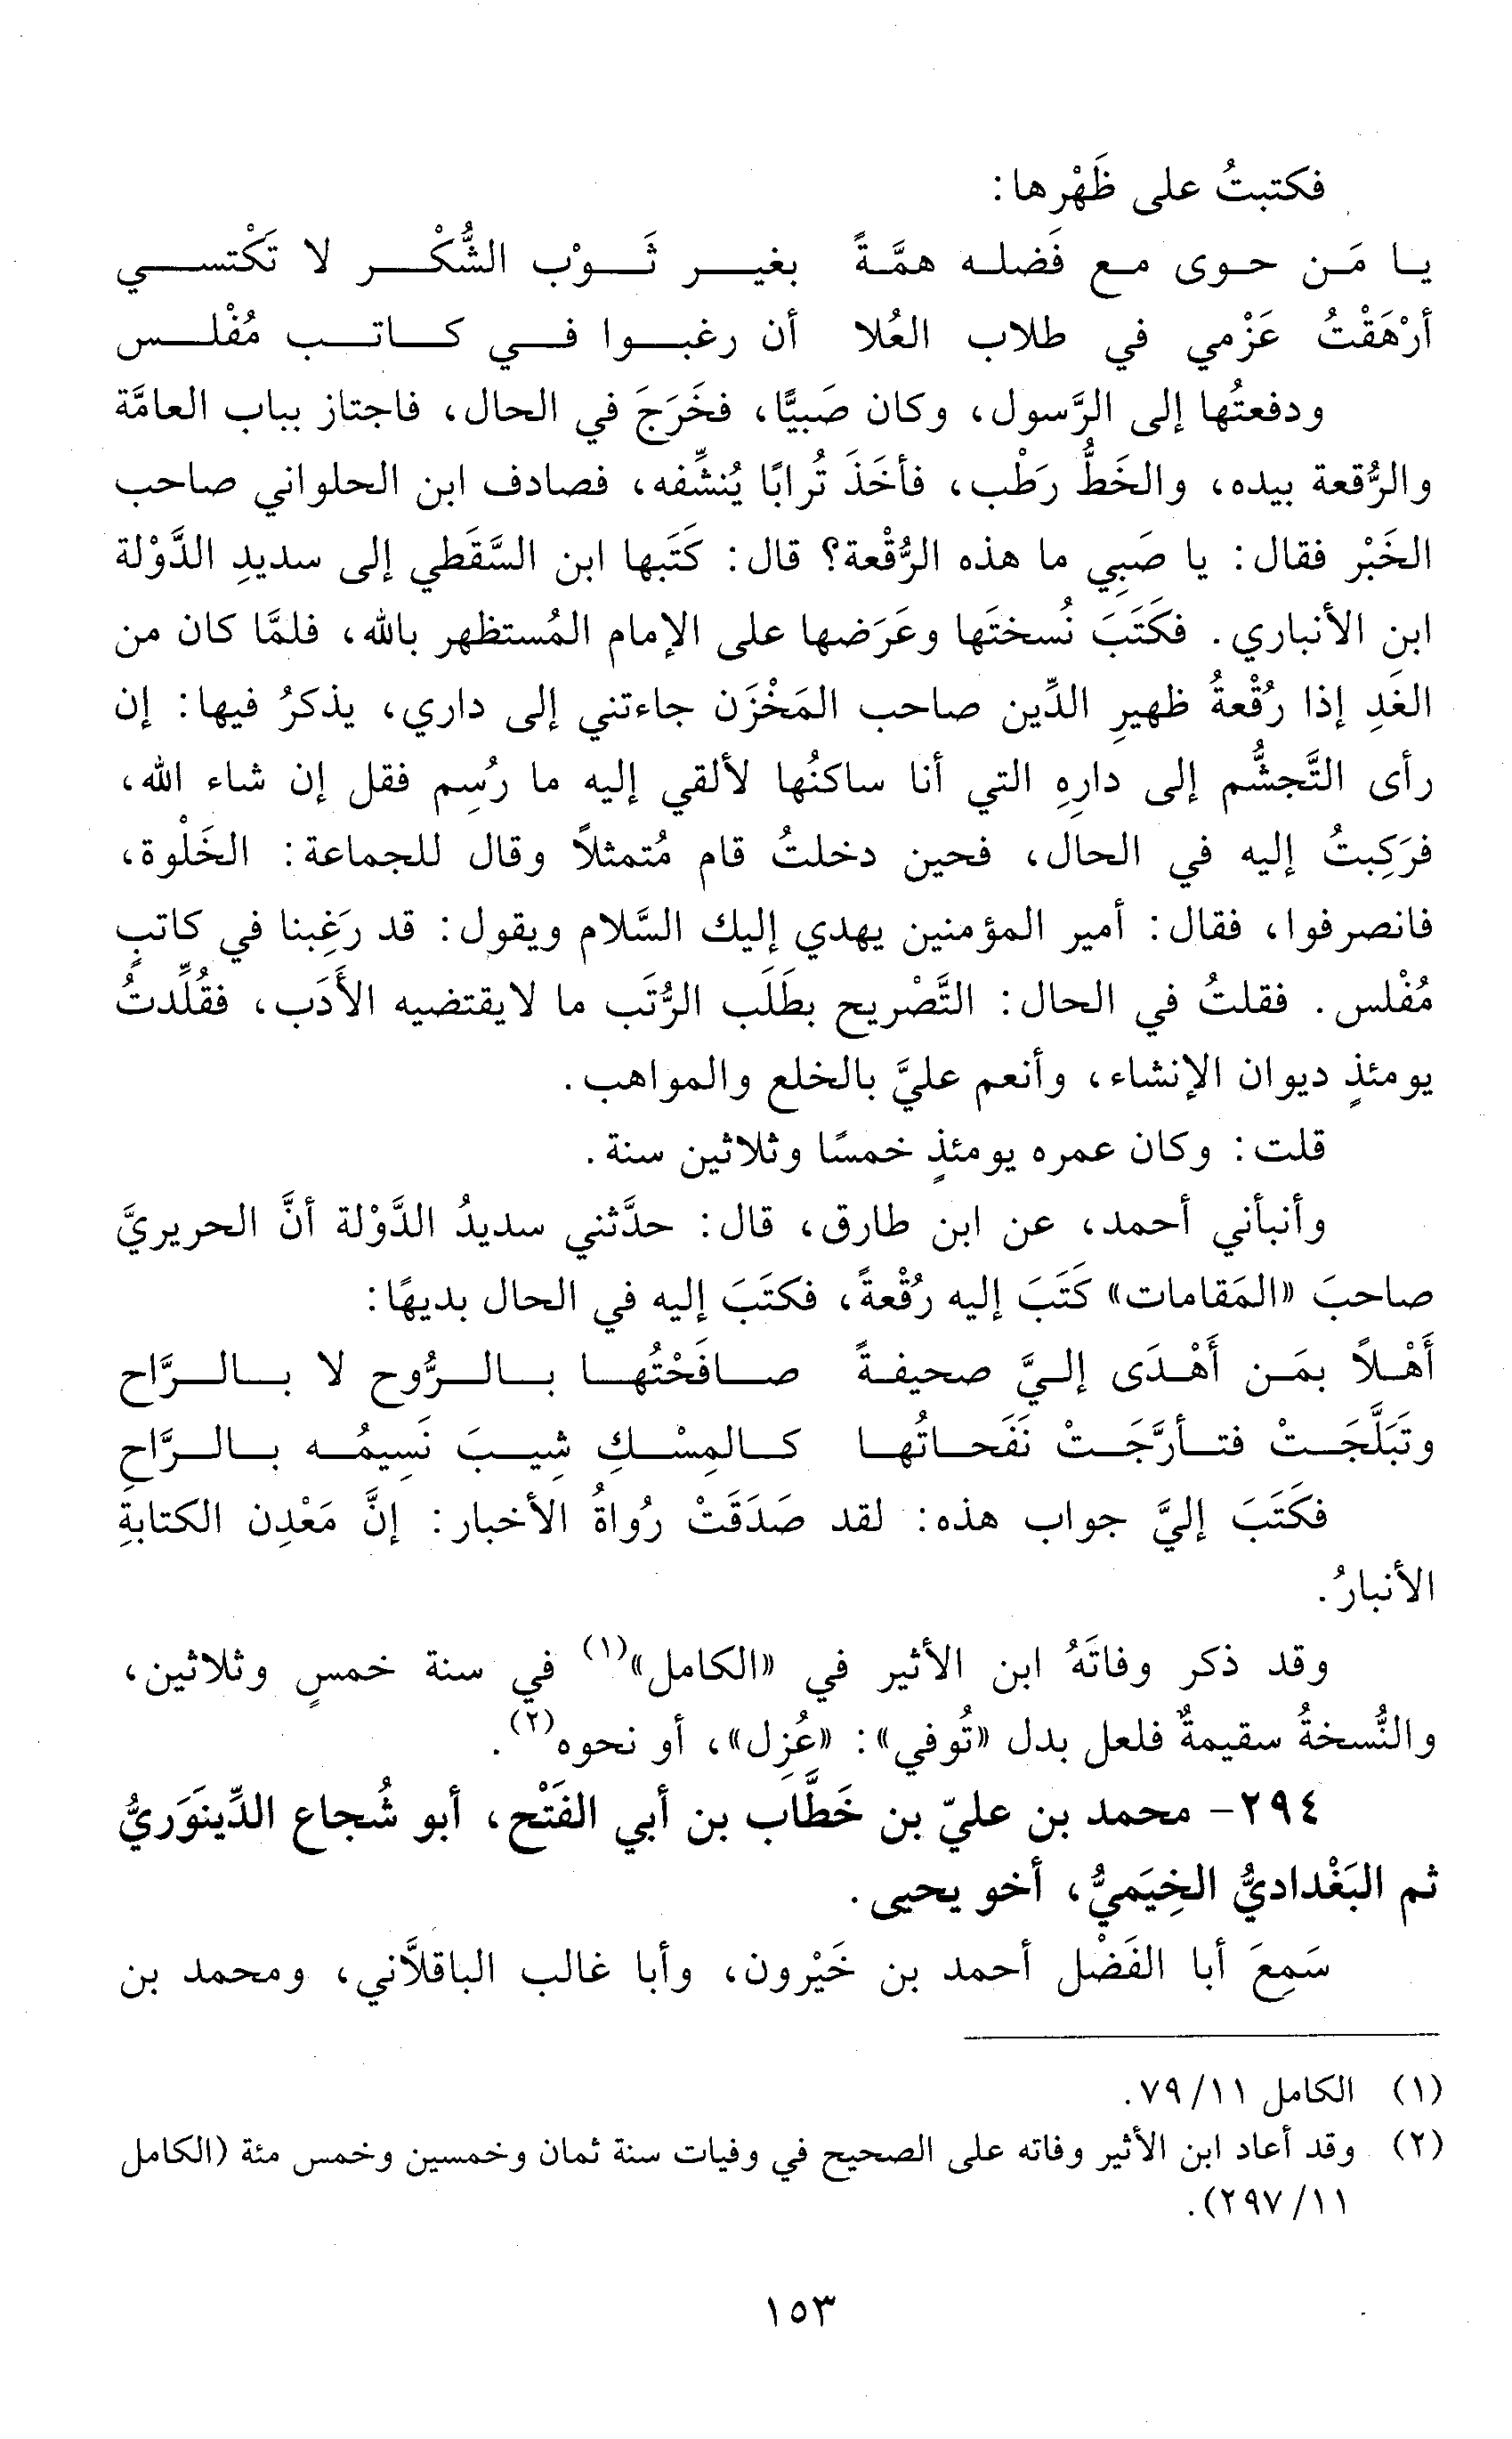 فكتبتُ على ظَهْرها:
يا مَن حوى مع فَضله همَّةً بغير ثَوْب الشُّكْر لا تَكْتسي
أرْهَقْتُ عَزْمي في طلاب العُلا أن رغبوا في كاتب مُفْلس
ودفعتُها إلى الرَّسول، وكان صَبيًّا، فخَرَجَ في الحال، فاجتاز بباب العامَّة
والرُّقعة بيده، والخَطُّ رَطْب، فأخَذَ تُرابًا يُنشِّفه، فصادف ابن الحلواني صاحب
الخَبْر فقال: يا صَبِي ما هذه الرُّقْعة؟ قال: كَتَبها ابن السَّقَطي إلى سديدِ الدَّوْلة
ابن الأنباري. فكَتَبَ نُسختَها وعَرَضها على الإمام المُستظهر بالله، فلمَّا كان من
الغَدِ إذا رُقْعةُ ظهيرِ الدِّين صاحب المَخْزَن جاءتني إلى داري، يذكرُ فيها: إن
رأى التَّجشُّم إلى دارِهِ التي أنا ساكنُها لألقي إليه ما رُسِم فقل إن شاء الله،
فرَكِبتُ إليه في الحال، فحين دخلتُ قام مُتمثلاً وقال للجماعة: الخَلْوة،
فانصرفوا، فقال: أمير المؤمنين يهدي إليك السَّلام ويقول: قد رَغِبنا في كاتبٍ
مُفْلس. فقلتُ في الحال: التَّصْريح بطَلَب الرُّتَب ما لايقتضيه الأَدَب، فقُلِّدتُ
يومئذٍ ديوان الإنشاء، وأنعم عليَّ بالخلع والمواهب.
قلت: وكان عمره يومئذٍ خمسًا وثلاثين سنة.
وأنبأني أحمد، عن ابن طارق، قال: حدَّثني سديدُ الدَّوْلة أنَّ الحريريَّ
صاحبَ «المَقامات» كَتَبَ إليه رُقْعةً، فكتَبَ إليه في الحال بديهًا:
أَهْلاً بمَن أَهْدَى إليَّ صحيفةً صافَحْتُها بالرُّوح لا بالرَّاح
وتَبَلَّجَتْ فتأرَّجَتْ نَفَحاتُها كالمِسْكِ شِيبَ نَسِيمُه بالرَّاحِ
فكَتَبَ إليَّ جواب هذه: لقد صَدَقَتْ رُواةُ الأخبار: إنَّ مَعْدِن الكتابةِ
الأنبارُ.
وقد ذكر وفاتَهُ ابن الأثير في «الكامل»(١) في سنة خمسٍ وثلاثين،
والنُّسخةُ سقيمةٌ فلعل بدل «تُوفي»: «عُزِل»، أو نحوه(٢).
٢٩٤- محمد بن عليّ بن خَطَّاب بن أبي الفَتْح، أبو شُجاع الدِّينَوَريُّ
ثم البَغْداديُّ الخِيَميُّ، أخو يحيى.
سَمِعَ أبا الفَضْل أحمد بن خَيْرون، وأبا غالب الباقلاَّني، ومحمد بن
(١) الكامل ١١/ ٧٩.
(٢) وقد أعاد ابن الأثير وفاته على الصحيح في وفيات سنة ثمان وخمسين وخمس مئة (الكامل
١١/ ٢٩٧).
١٥٣